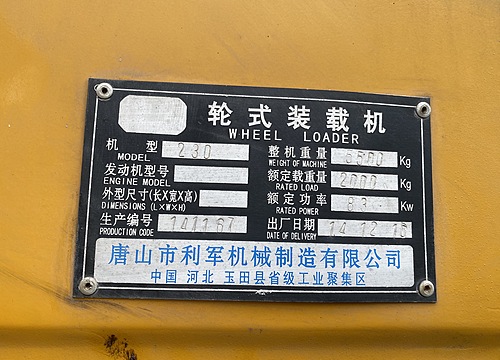 轮式装载机
WHEEL LOADER
机 型 230 整机重量 Kg
MODEL WEIGHT OF MACHINE
发动机型号 额定载重量 2000 Kg
ENGINE MODEL RATED LOAD
外型尺寸(长X宽X高) 额定功率 Kw
DIMENSIONS (L×W×H) RATED POWER
生产编号 141167 出厂日期 14 12 16
PRODUCTION CODE DATE OF DELIVERY
唐山市利军机械制造有限公司
中国 河北 玉田县省级工业聚集区